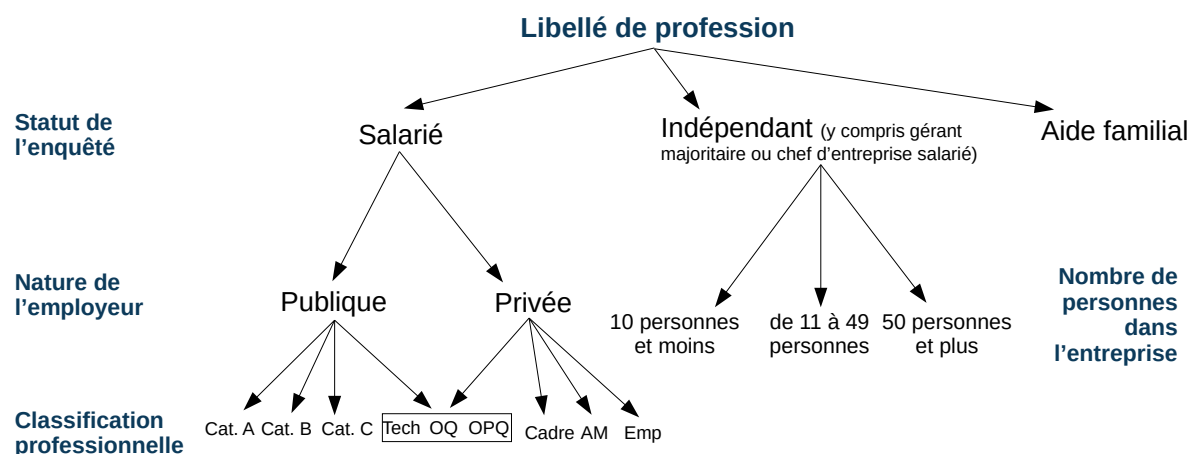 Libellé de profession
Statut de
l’enquêté
Salarié
Indépendant (y compris gérant
majoritaire ou chef d’entreprise salarié)
Aide familial
Nature de
l’employeur
Publique
Privée
10 personnes
et moins
de 11 à 49
personnes
50 personnes
et plus
Nombre de
personnes
dans
l’entreprise
Classification
professionnelle
Cat. A Cat. B Cat. C Tech OQ OPQ Cadre AM Emp